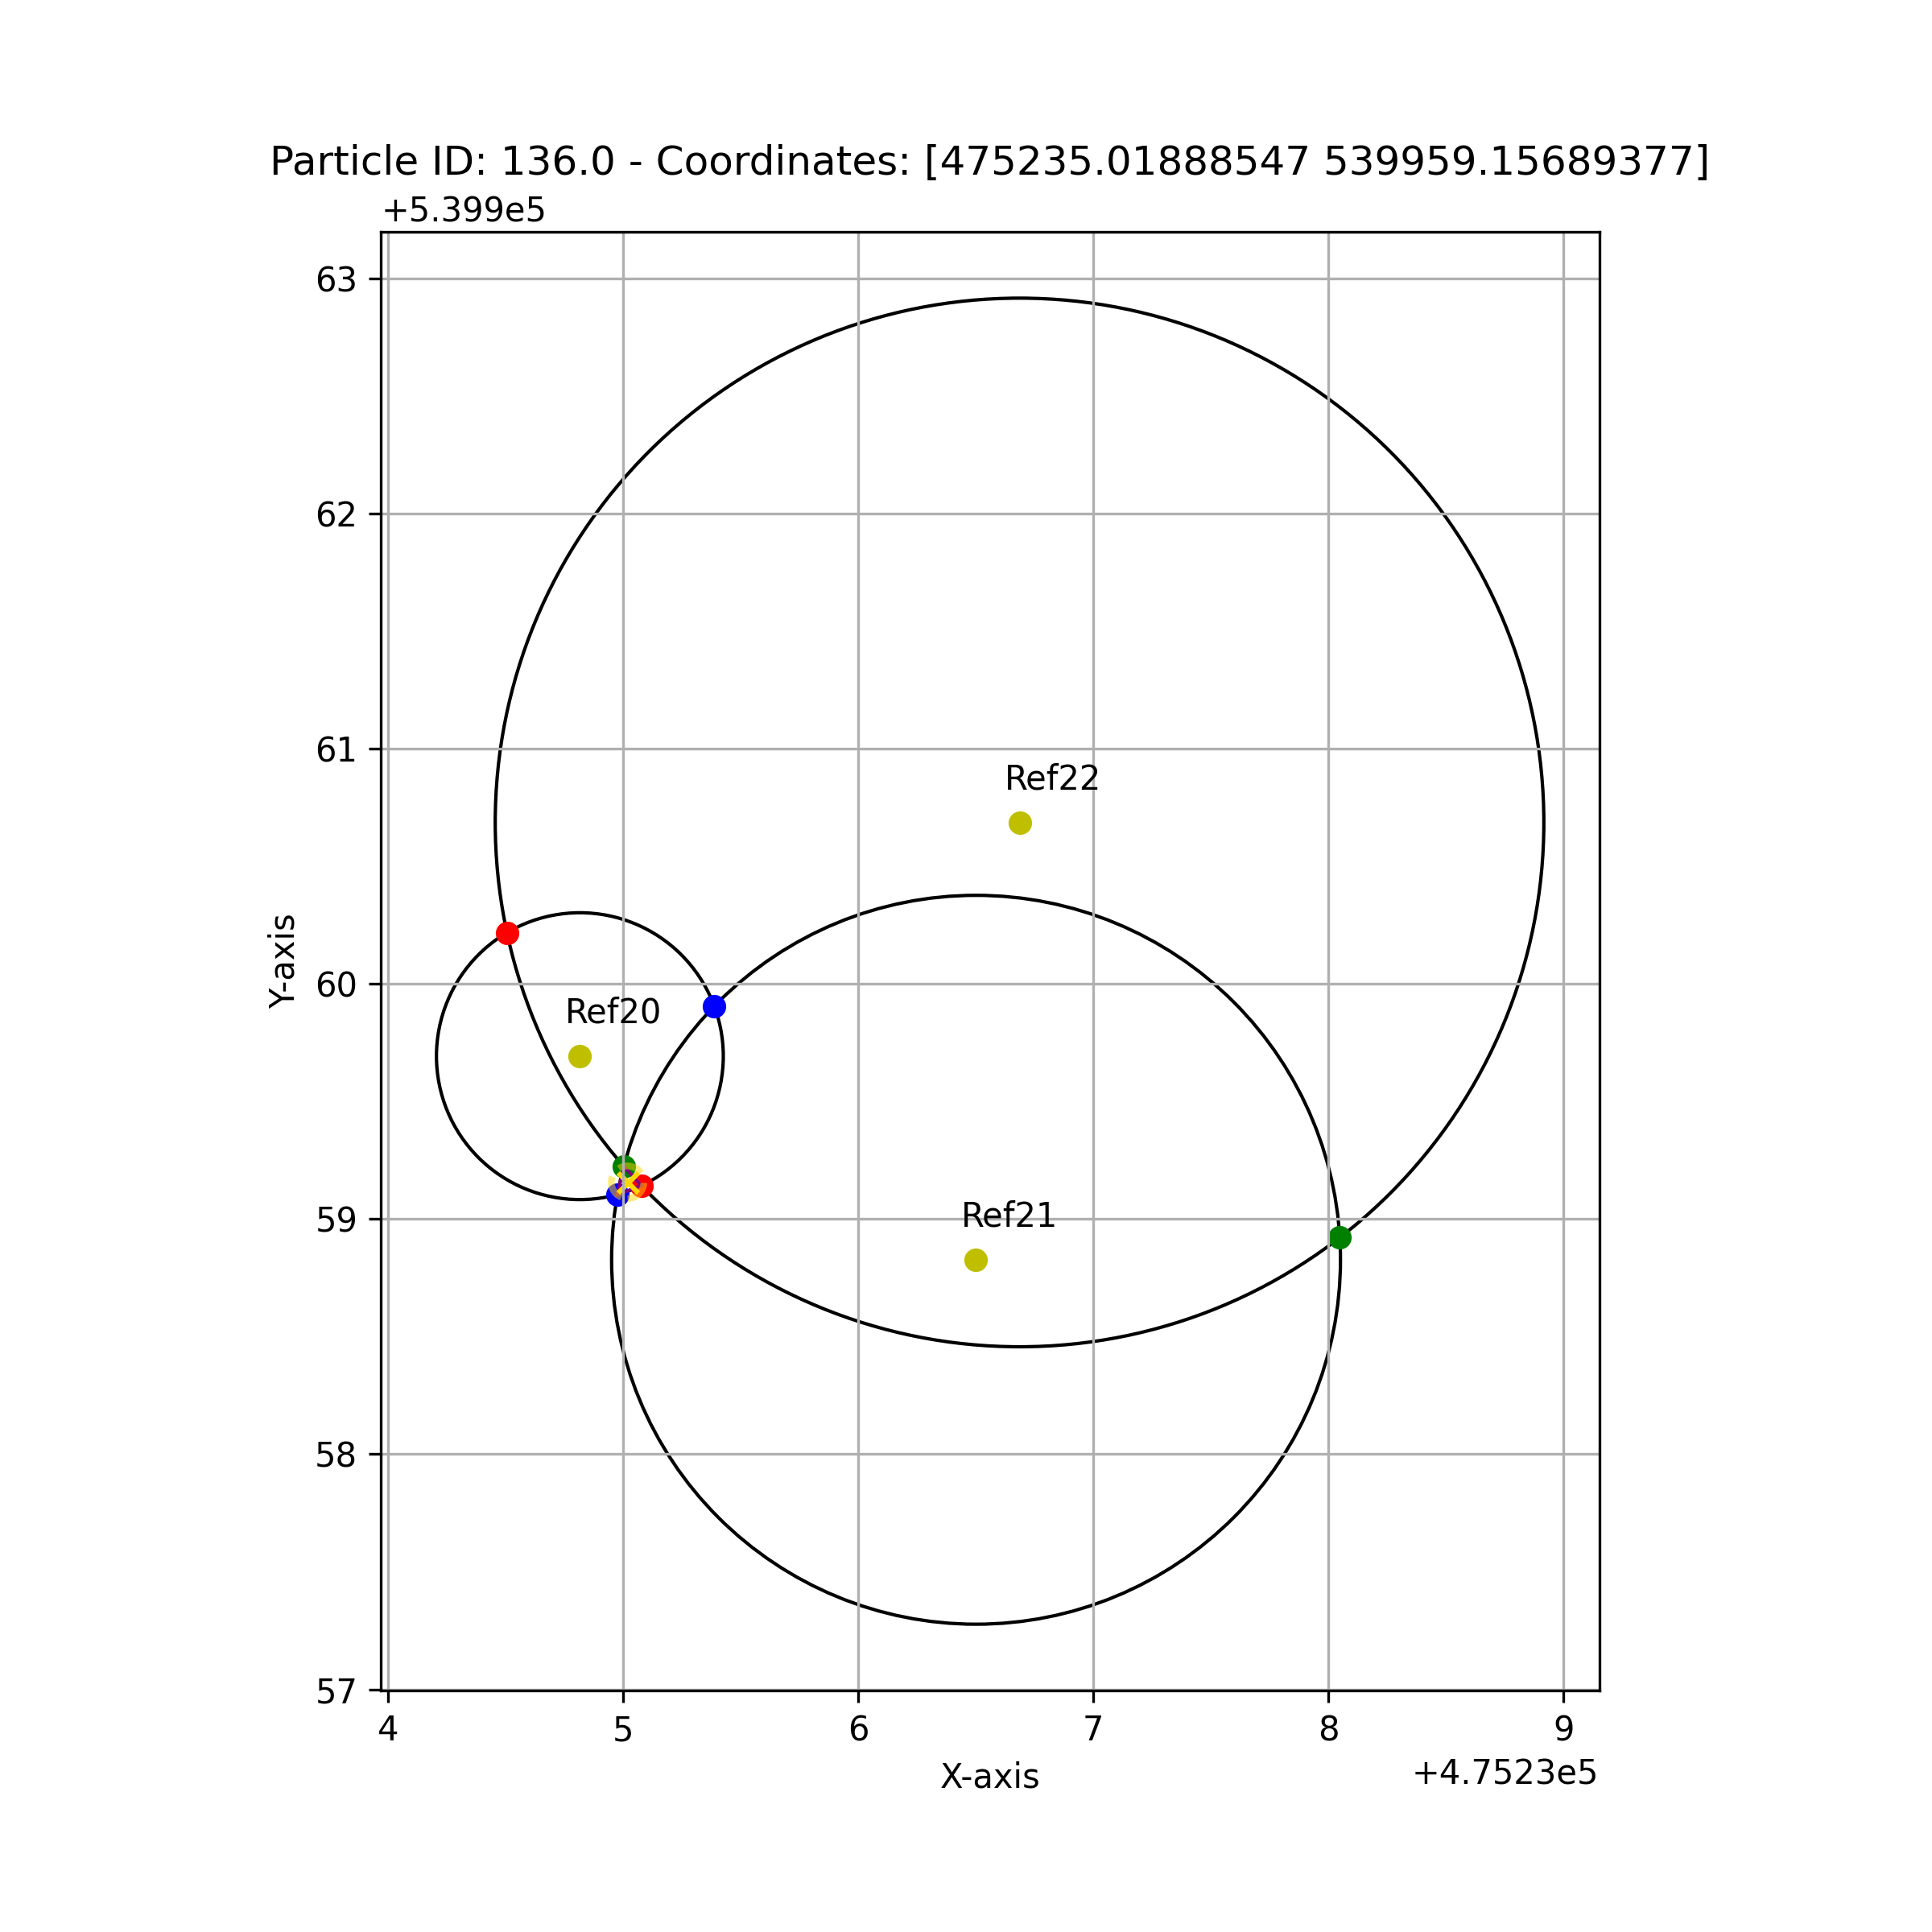 Particle ID: 136.0 - Coordinates: [475235.01888547 539959.15689377]
+5.399e5
63
62
61
60
59
58
57
Y-axis
Ref22
Ref20
Ref21
4 5 6 7 8 9
X-axis
+4.7523e5